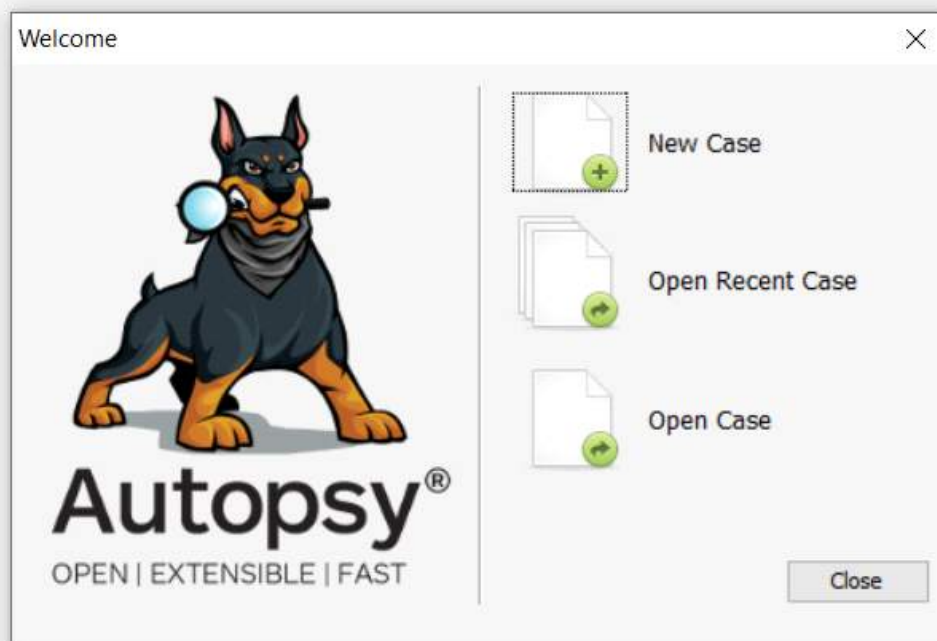 Welcome
New Case
Open Recent Case
Open Case
Autopsy®
OPEN | EXTENSIBLE | FAST
Close